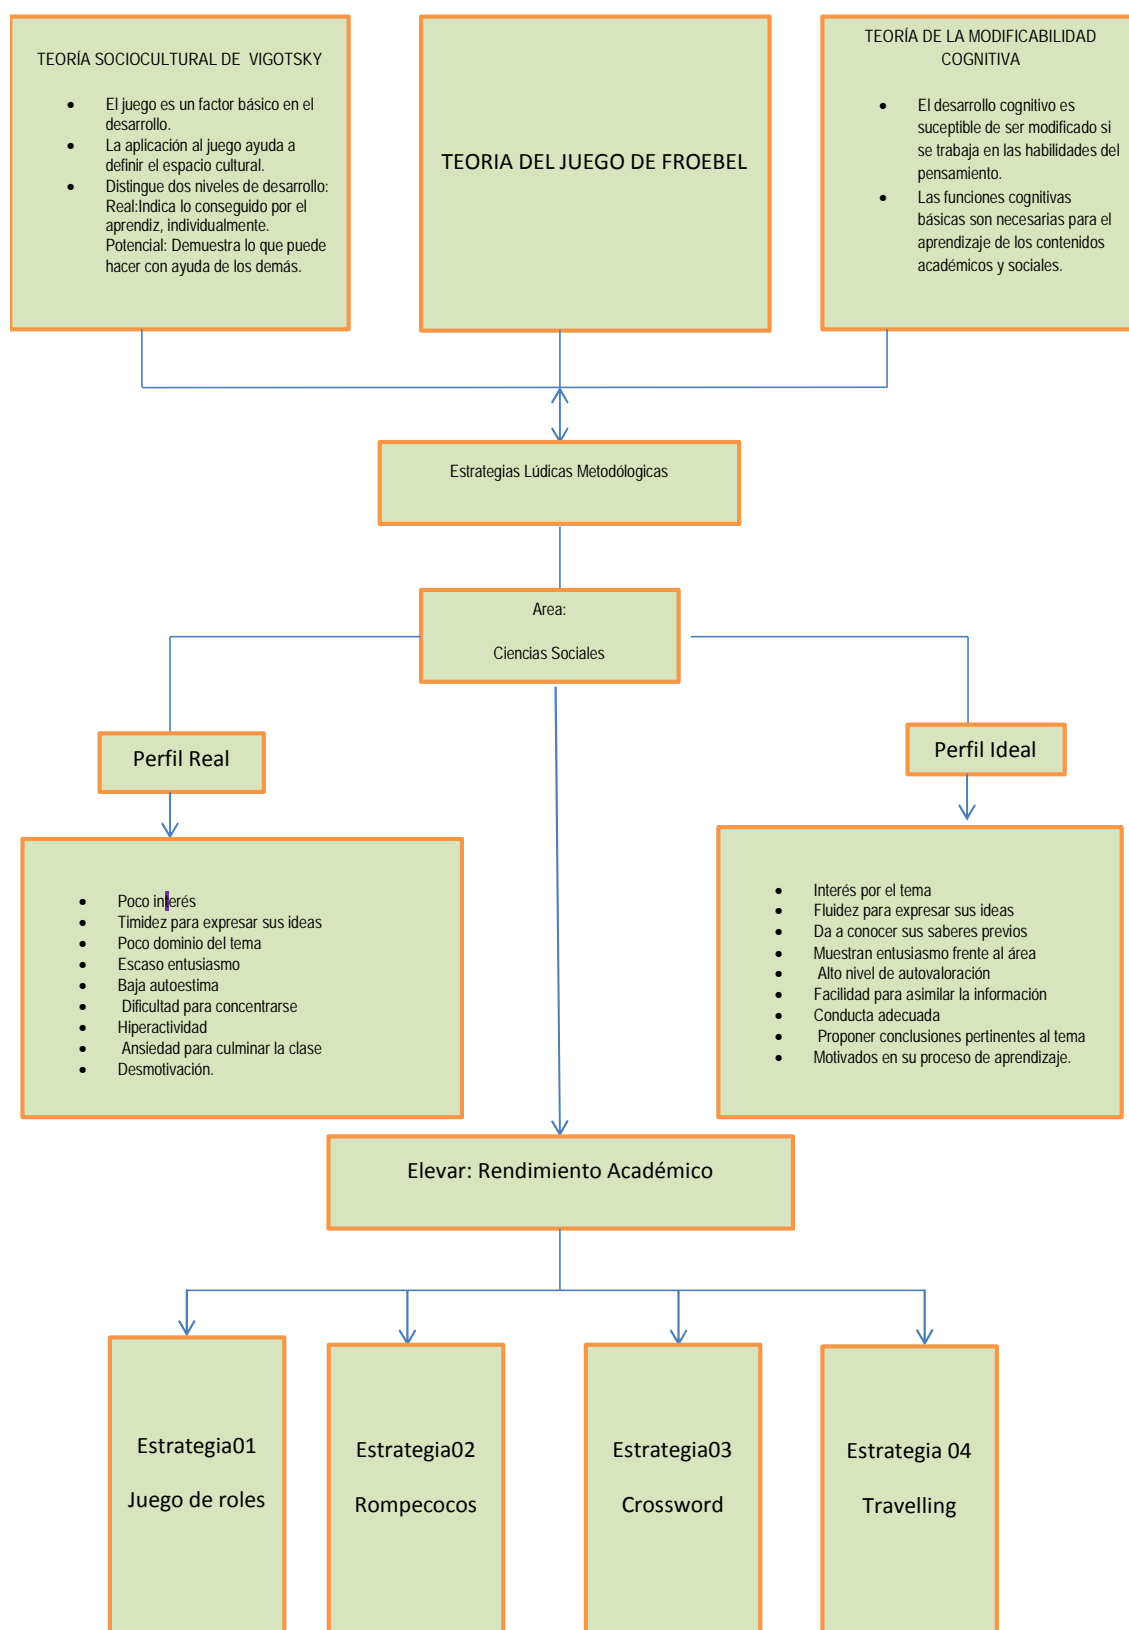 TEORÍA SOCIOCULTURAL DE VIGOTSKY
• El juego es un factor básico en el
desarrollo.
• La aplicación al juego ayuda a
definir el espacio cultural.
• Distingue dos niveles de desarrollo:
Real:Indica lo conseguido por el
aprendiz, individualmente.
Potencial: Demuestra lo que puede
hacer con ayuda de los demás.
TEORIA DEL JUEGO DE FROEBEL
TEORÍA DE LA MODIFICABILIDAD
COGNITIVA
• El desarrollo cognitivo es
suceptible de ser modificado si
se trabaja en las habilidades del
pensamiento.
• Las funciones cognitivas
básicas son necesarias para el
aprendizaje de los contenidos
académicos y sociales.
Estrategias Lúdicas Metodólogicas
Area:
Ciencias Sociales
Perfil Real
Perfil Ideal
• Poco interés
• Timidez para expresar sus ideas
• Poco dominio del tema
• Escaso entusiasmo
• Baja autoestima
• Dificultad para concentrarse
• Hiperactividad
• Ansiedad para culminar la clase
• Desmotivación.
• Interés por el tema
• Fluidez para expresar sus ideas
• Da a conocer sus saberes previos
• Muestran entusiasmo frente al área
• Alto nivel de autovaloración
• Facilidad para asimilar la información
• Conducta adecuada
• Proponer conclusiones pertinentes al tema
• Motivados en su proceso de aprendizaje.
Elevar: Rendimiento Académico
Estrategia01
Juego de roles
Estrategia02
Rompecocos
Estrategia03
Crossword
Estrategia 04
Travelling